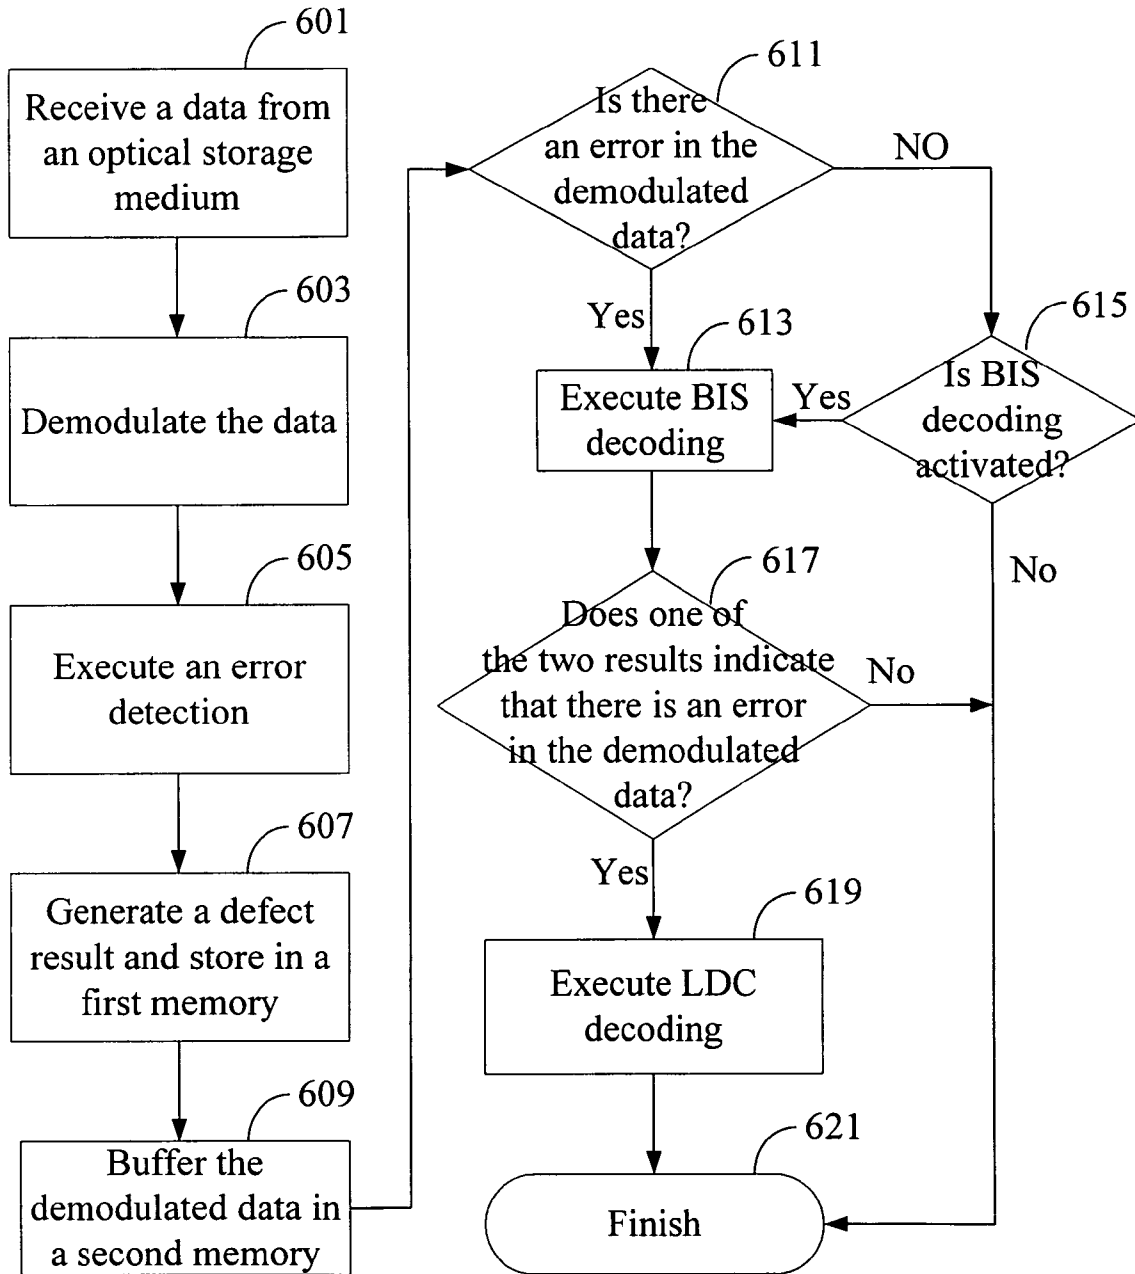 601
Receive a data from
an optical storage
medium
603
Demodulate the data
605
Execute an error
detection
607
Generate a defect
result and store in a
first memory
609
Buffer the
demodulated data in
a second memory
611
Is there
an error in the
demodulated
data?
NO
Yes
613
Execute BIS
decoding
615
Is BIS
decoding
activated?
Yes
No
617
Does one of
the two results indicate
that there is an error
in the demodulated
data?
No
Yes
619
Execute LDC
decoding
621
Finish